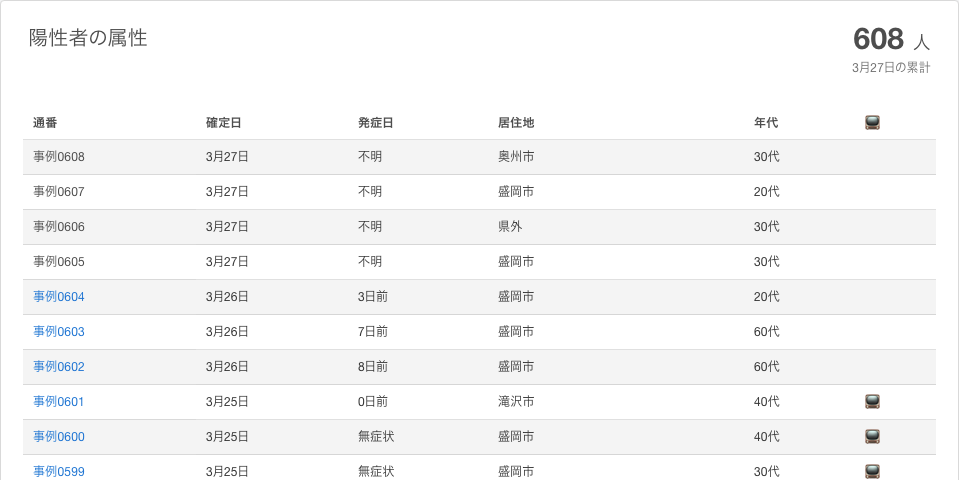 陽性者の属性
608 人
3月27日の累計
通番 確定日 発症日 居住地 年代
事例0608 3月27日 不明 奥州市 30代
事例0607 3月27日 不明 盛岡市 20代
事例0606 3月27日 不明 県外 30代
事例0605 3月27日 不明 盛岡市 30代
事例0604 3月26日 3日前 盛岡市 20代
事例0603 3月26日 7日前 盛岡市 60代
事例0602 3月26日 8日前 盛岡市 60代
事例0601 3月25日 0日前 滝沢市 40代
事例0600 3月25日 無症状 盛岡市 40代
事例0599 3月25日 無症状 盛岡市 30代